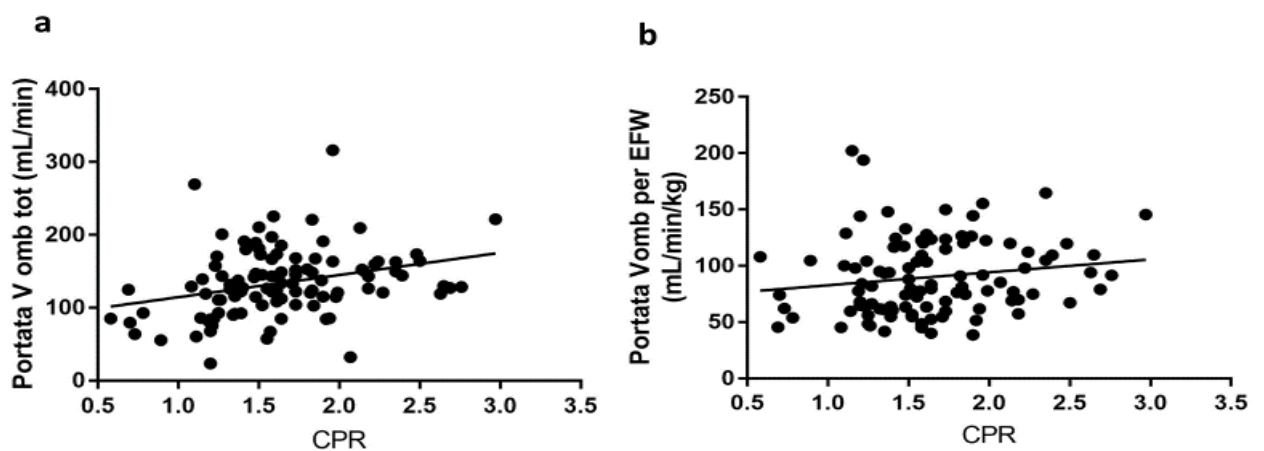 a
Portata V omb tot (mL/min)
400
300
200
100
0
0.5 1.0 1.5 2.0 2.5 3.0 3.5
CPR
b
Portata Vomb per EFW
(mL/min/kg)
250
200
150
100
50
0
0.5 1.0 1.5 2.0 2.5 3.0 3.5
CPR